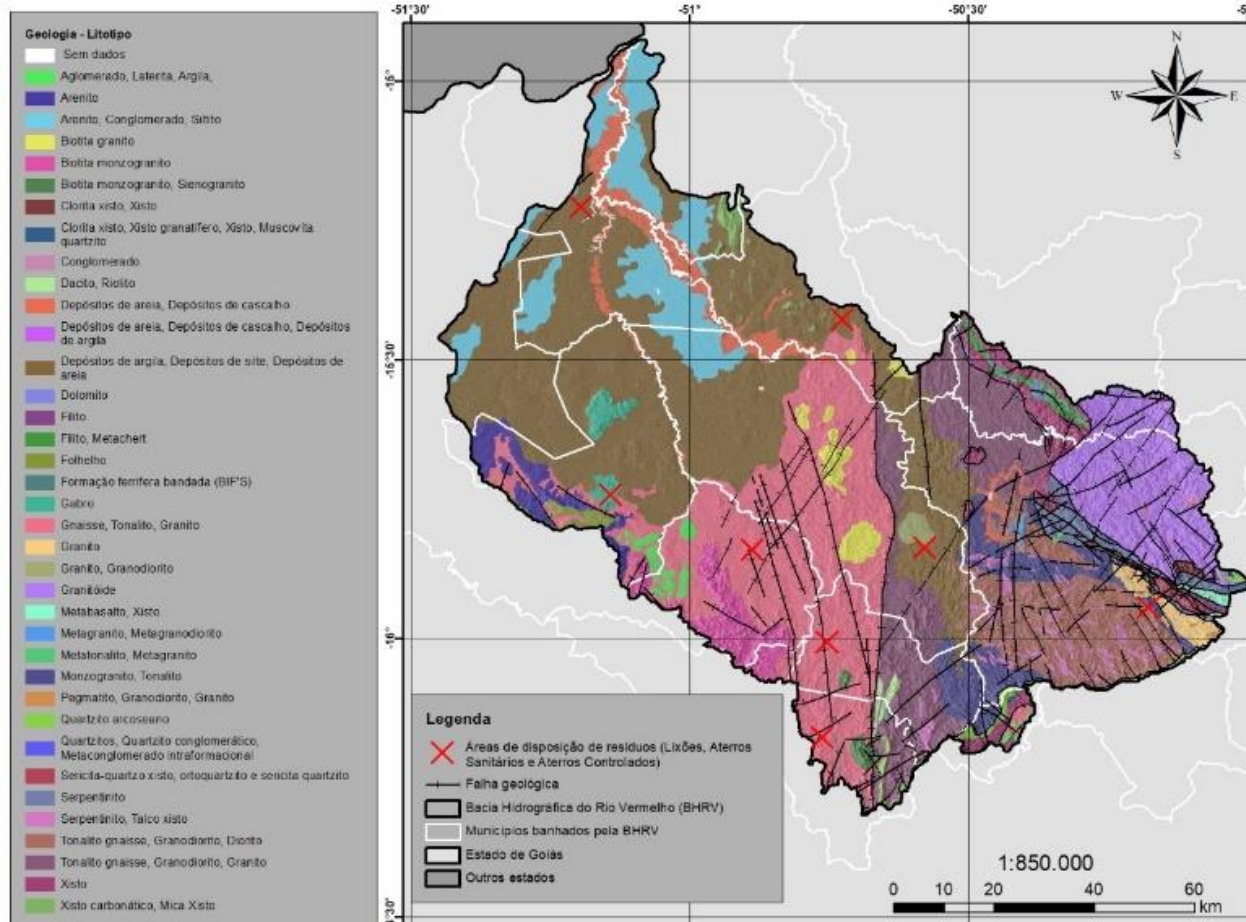 -51°30'
-51°
-50°30'
Geologia - Litotipo
Sem dados
Aglomerado, Laterita, Argila,
Arenito
Arenito, Conglomerado, Siltito
Biotita granito
Biotita monzogranito
Biotita monzogranito, Sienogranito
Clorita xisto, Xisto
Clorita xisto, Xisto granatífero, Xisto, Muscovita
quartzito
Conglomerado
Dacito, Riolito
Depósitos de areia, Depósitos de cascalho
Depósitos de areia, Depósitos de cascalho, Depósitos
de argila
Depósitos de argila, Depósitos de silte, Depósitos de
areia
Dolomito
Filito
Filito, Metachert
Folhelho
Formação ferrífera bandada (BIF'S)
Gabro
Gnaisse, Tonalito, Granito
Granito
Granito, Granodiorito
Granitóide
Metabasalto, Xisto
Metagranito, Metagranodiorito
Metatonalito, Metagranito
Monzogranito, Tonalito
Pegmatito, Granodiorito, Granito
Quartzito arcoseano
Quartzitos, Quartzito conglomerático,
Metaconglomerado intraformacional
Sericita-quartzo xisto, ortoquartzito e sericita quartzito
Serpentinito
Serpentinito, Talco xisto
Tonalito gnaisse, Granodiorito, Diorito
Tonalito gnaisse, Granodiorito, Granito
Xisto
Xisto carbonático, Mica Xisto
N
W E
S
-15°
-15°30'
-16°
Legenda
Áreas de disposição de resíduos (Lixões, Aterros
Sanitários e Aterros Controlados)
Falha geológica
Bacia Hidrográfica do Rio Vermelho (BHRV)
Municípios banhados pela BHRV
Estado de Goiás
Outros estados
1:850.000
0 10 20 40 60
km